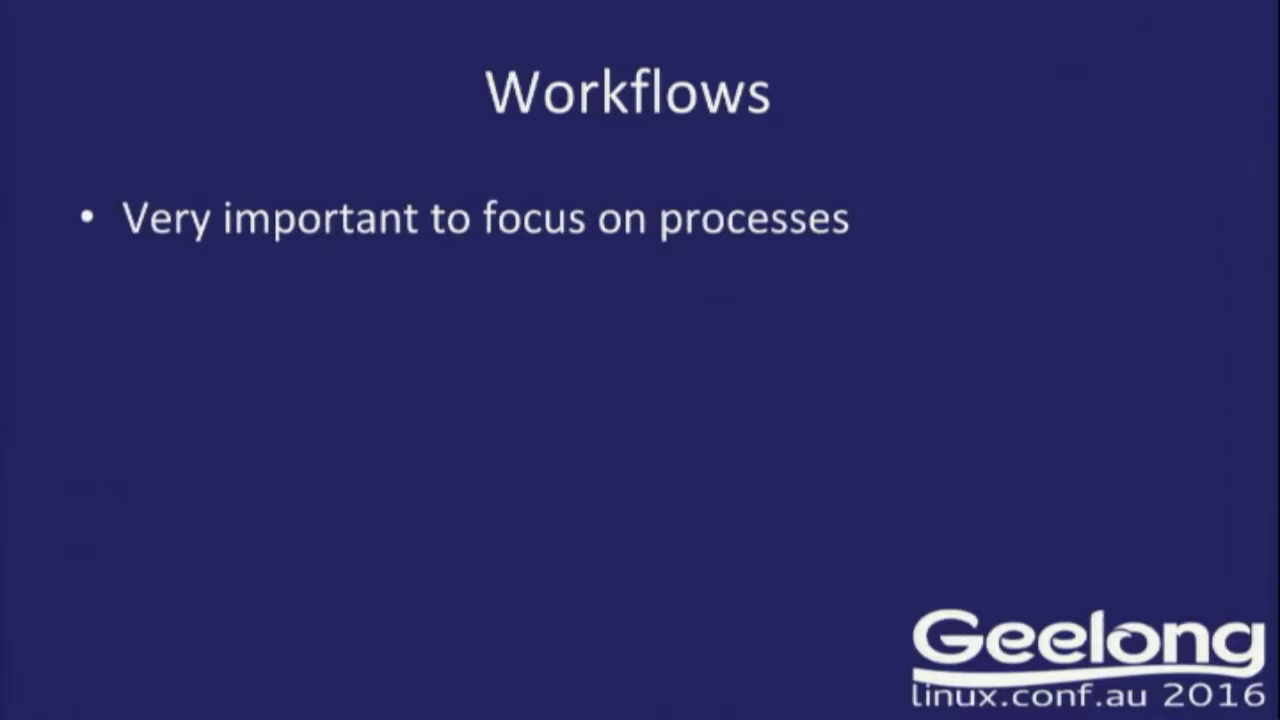 Workflows
• Very important to focus on processes
Geelong
linux.conf.au 2016